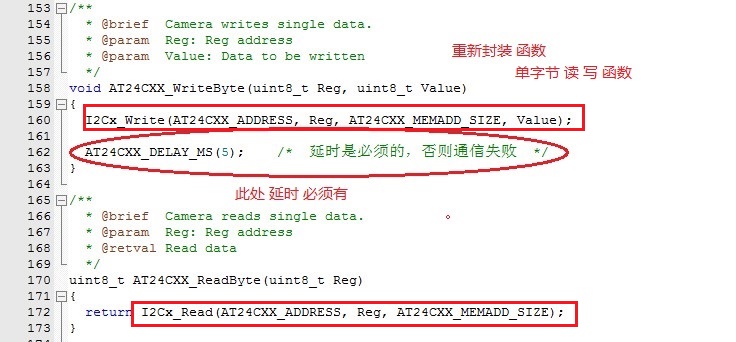 153 /**
154 * @brief Camera writes single data.
155 * @param Reg: Reg address
重新封装 函数
156 * @param Value: Data to be written
单字节 读 写 函数
157 */
158 void AT24CXX_WriteByte(uint8_t Reg, uint8_t Value)
159 {
160 I2Cx_Write(AT24CXX_ADDRESS, Reg, AT24CXX_MEMADD_SIZE, Value);
161
162 AT24CXX_DELAY_MS(5); /* 延时是必须的，否则通信失败 */
163 }
164
此处 延时 必须有
165 /**
166 * @brief Camera reads single data.
167 * @param Reg: Reg address
168 * @retval Read data
169 */
170 uint8_t AT24CXX_ReadByte(uint8_t Reg)
171 {
172 return I2Cx_Read(AT24CXX_ADDRESS, Reg, AT24CXX_MEMADD_SIZE);
173 }